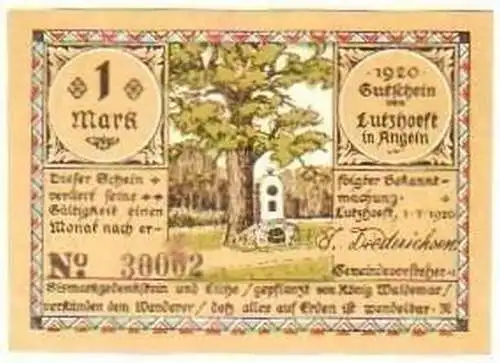 1
Mark
1920
Gutschein
von
Lutzhoeft
in Angeln
Dieser Schein
verliert seine
Gültigkeit einen
Monat nach er-
folgter Bekannt-
machung.
Lutzhoeft, 1.7.1920
J. Diederichsen
Gemeindevorsteher
No 30002
Bismarckgedenkstein und Eiche / gepflanzt von König Waldemar /
verkünden dem Wanderer / daß alles auf Erden ist wandelbar.